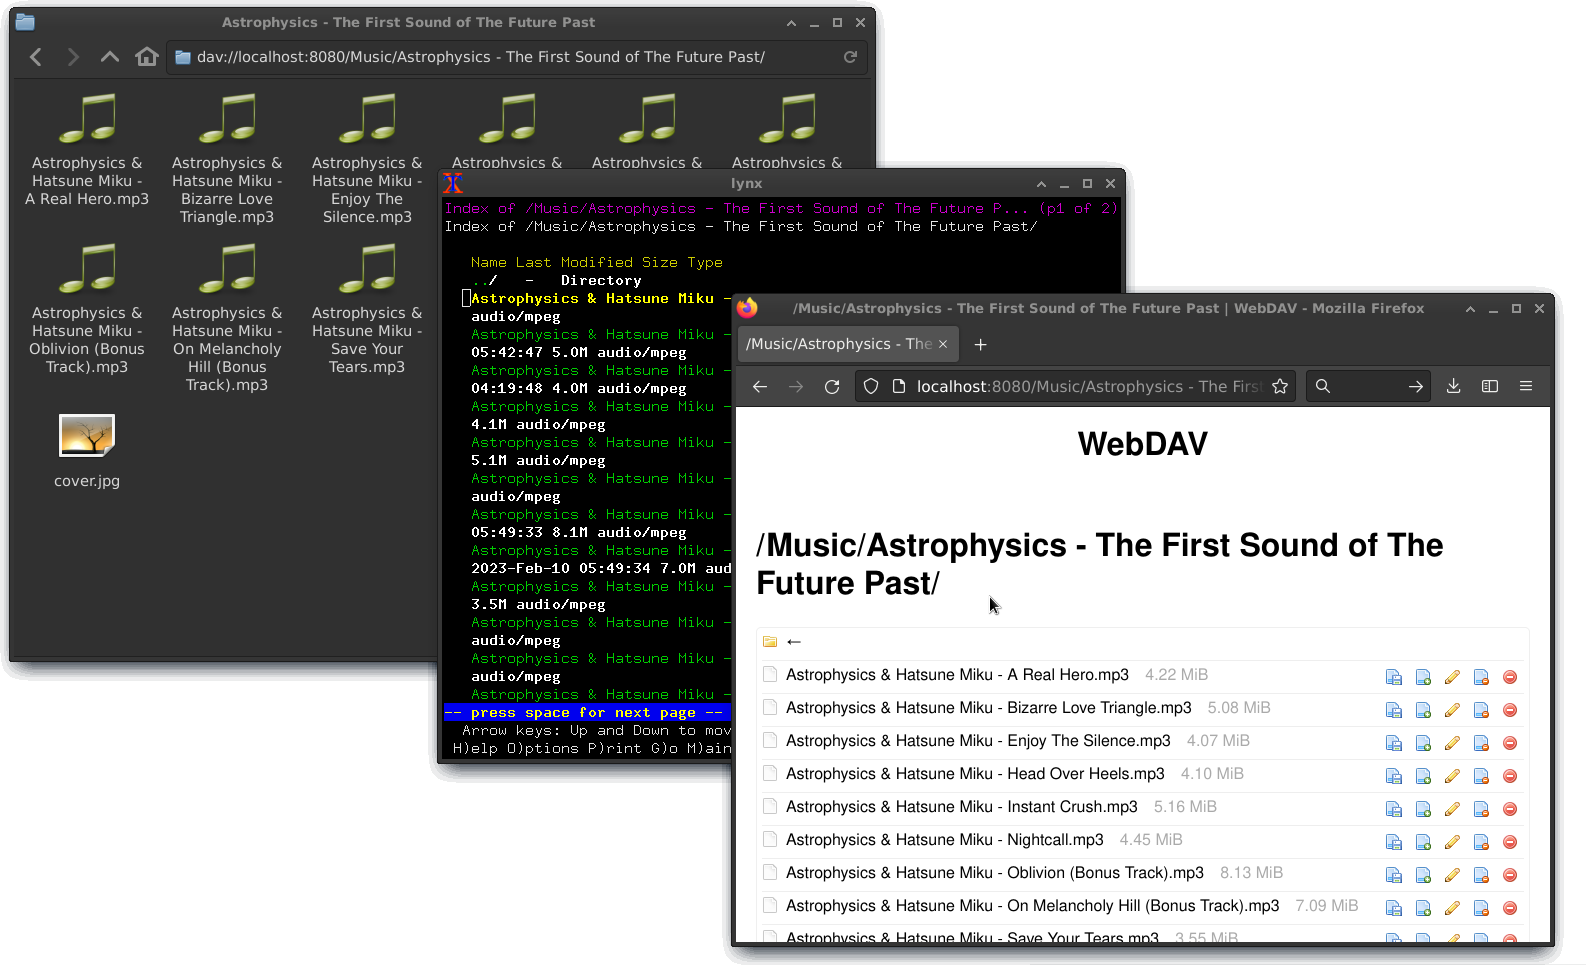 Astrophysics - The First Sound of The Future Past
dav://localhost:8080/Music/Astrophysics - The First Sound of The Future Past/
Astrophysics &
Hatsune Miku -
A Real Hero.mp3
Astrophysics &
Hatsune Miku -
Bizarre Love
Triangle.mp3
Astrophysics &
Hatsune Miku -
Enjoy The
Silence.mp3
Astrophysics &
Astrophysics &
Astrophysics &
Astrophysics &
Hatsune Miku -
Oblivion (Bonus
Track).mp3
Astrophysics &
Hatsune Miku -
On Melancholy
Hill (Bonus
Track).mp3
Astrophysics &
Hatsune Miku -
Save Your
Tears.mp3
cover.jpg
lynx
Index of /Music/Astrophysics - The First Sound of The Future P... (p1 of 2)
Index of /Music/Astrophysics - The First Sound of The Future Past/
Name Last Modified Size Type
../ - Directory
Astrophysics & Hatsune Miku -
audio/mpeg
Astrophysics & Hatsune Miku -
05:42:47 5.0M audio/mpeg
Astrophysics & Hatsune Miku -
04:19:48 4.0M audio/mpeg
Astrophysics & Hatsune Miku -
4.1M audio/mpeg
Astrophysics & Hatsune Miku -
5.1M audio/mpeg
Astrophysics & Hatsune Miku -
audio/mpeg
Astrophysics & Hatsune Miku -
05:49:33 8.1M audio/mpeg
Astrophysics & Hatsune Miku -
2023-Feb-10 05:49:34 7.0M aud
Astrophysics & Hatsune Miku -
3.5M audio/mpeg
Astrophysics & Hatsune Miku -
audio/mpeg
Astrophysics & Hatsune Miku -
audio/mpeg
Astrophysics & Hatsune Miku -
-- press space for next page --
Arrow keys: Up and Down to mov
H)elp O)ptions P)rint G)o M)ain
/Music/Astrophysics - The First Sound of The Future Past | WebDAV - Mozilla Firefox
/Music/Astrophysics - The
localhost:8080/Music/Astrophysics - The First
WebDAV
/Music/Astrophysics - The First Sound of The
Future Past/
←
Astrophysics & Hatsune Miku - A Real Hero.mp3 4.22 MiB
Astrophysics & Hatsune Miku - Bizarre Love Triangle.mp3 5.08 MiB
Astrophysics & Hatsune Miku - Enjoy The Silence.mp3 4.07 MiB
Astrophysics & Hatsune Miku - Head Over Heels.mp3 4.10 MiB
Astrophysics & Hatsune Miku - Instant Crush.mp3 5.16 MiB
Astrophysics & Hatsune Miku - Nightcall.mp3 4.45 MiB
Astrophysics & Hatsune Miku - Oblivion (Bonus Track).mp3 8.13 MiB
Astrophysics & Hatsune Miku - On Melancholy Hill (Bonus Track).mp3 7.09 MiB
Astrophysics & Hatsune Miku - Save Your Tears.mp3 3.55 MiB